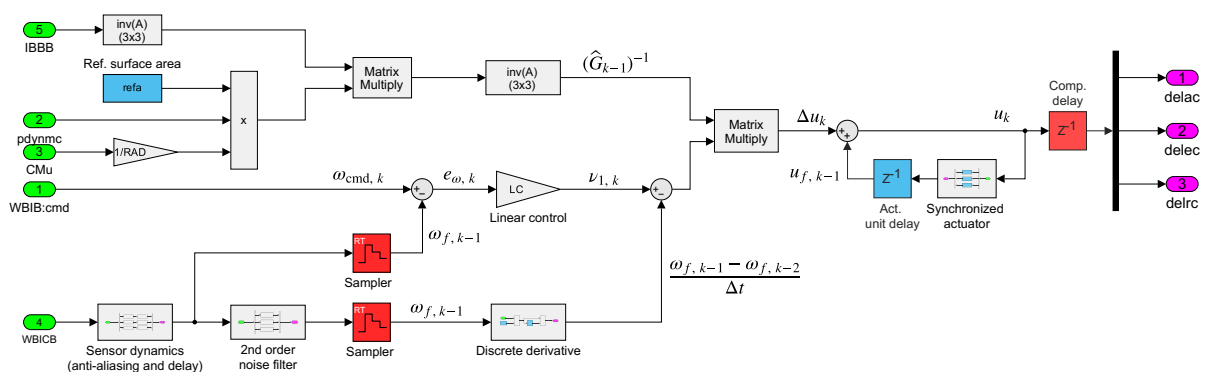 5
IBBB
inv(A)
(3x3)
Ref. surface area
refa
2
pdynmc
3
CMu
1/RAD
x
Matrix
Multiply
inv(A)
(3x3)
(Ĝ_{k−1})^{−1}
Matrix
Multiply
Δu_k
+
+
u_k
Comp.
delay
Z^{-1}
1
delac
2
delec
3
delrc
u_{f, k−1}
Z^{-1}
Act.
unit delay
Synchronized
actuator
1
WBIB:cmd
ω_{cmd, k}
+
−
e_{ω, k}
LC
Linear control
ν_{1, k}
+
−
ω_{f, k−1}
RT
Sampler
ω_{f, k−1} − ω_{f, k−2}
Δt
4
WBICB
Sensor dynamics
(anti-aliasing and delay)
2nd order
noise filter
RT
Sampler
ω_{f, k−1}
Discrete derivative